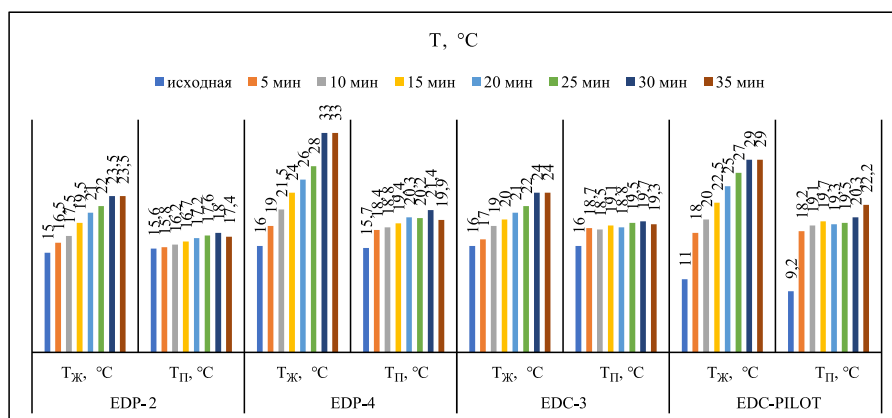 T, °C
исходная 5 мин 10 мин 15 мин 20 мин 25 мин 30 мин 35 мин
15 16,5 17,5 19,5 21 22 23,5 23,5
15,6 15,8 16,2 16,7 17,2 17,6 18 17,4
16 19 21,5 24 26 28 33 33
15,7 18,4 18,8 19,4 20,3 20,2 21,4 19,9
16 17 19 20 21 22 24 24
16 18,7 18,5 19,1 18,8 19,5 19,7 19,3
11 18 20 22,5 25 27 29 29
9,2 18,2 19,1 19,7 19,3 19,5 20,3 22,2
TЖ, °C TП, °C TЖ, °C TП, °C TЖ, °C TП, °C TЖ, °C TП, °C
EDP-2 EDP-4 EDC-3 EDC-PILOT